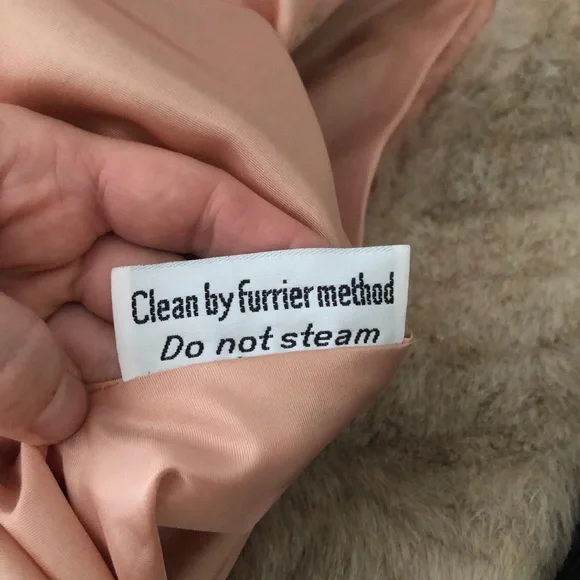 Clean by furrier method
Do not steam